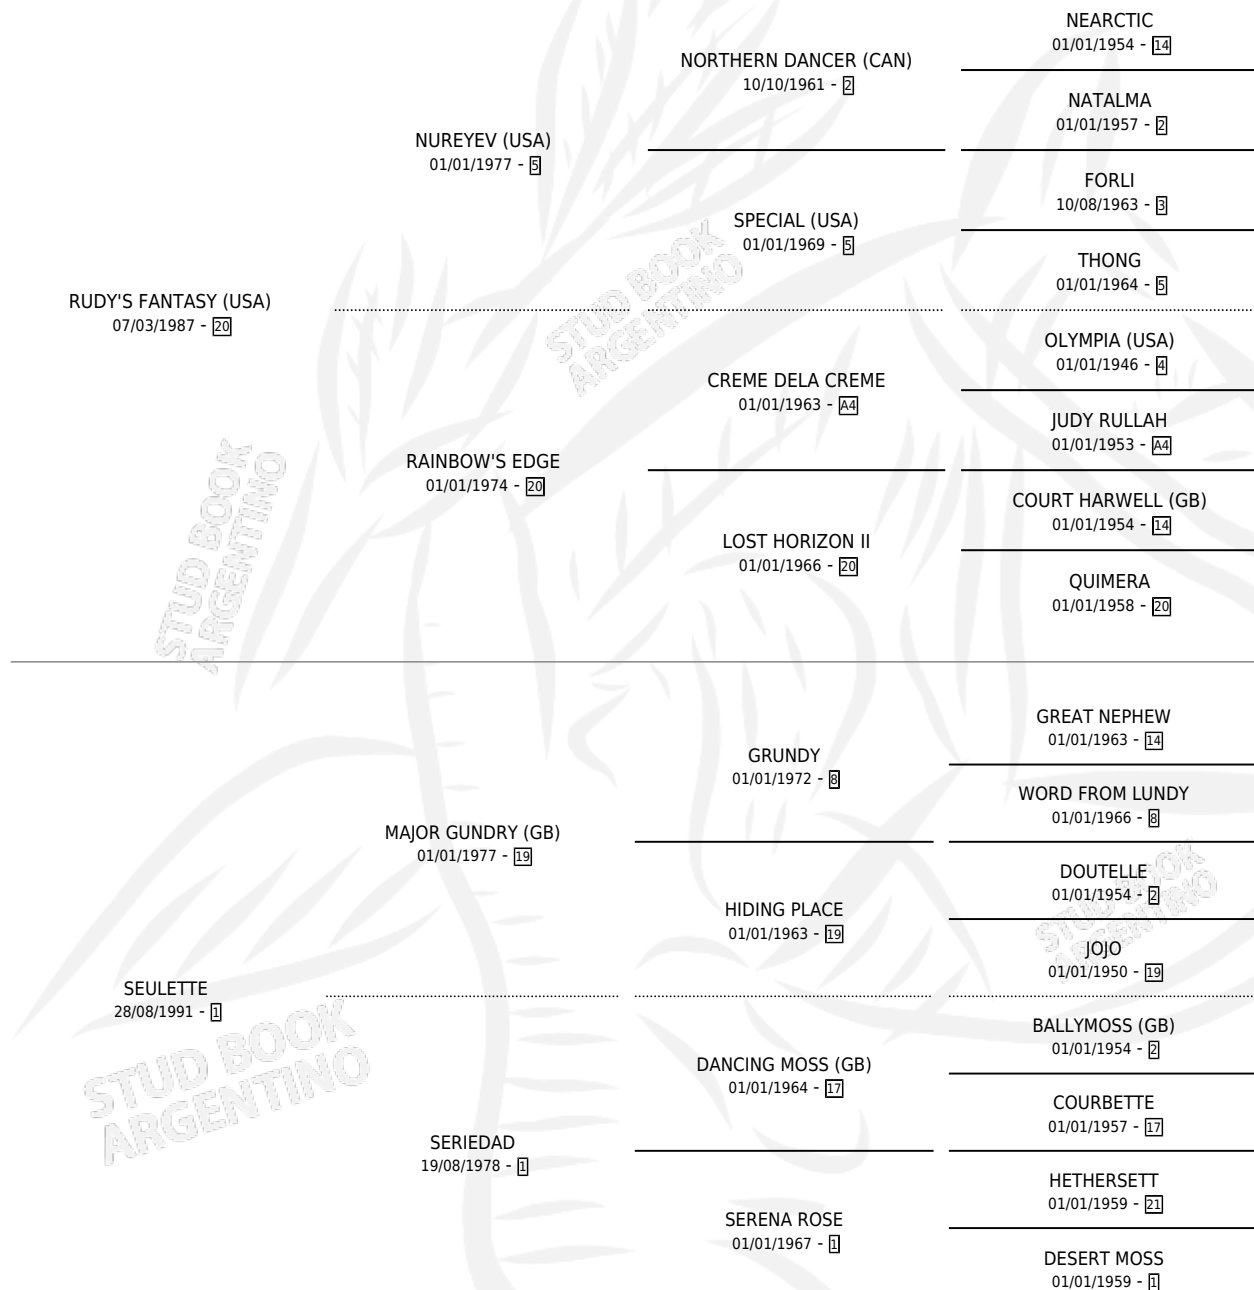 NEARCTIC
01/01/1954 - 14
NORTHERN DANCER (CAN)
10/10/1961 - 2
NATALMA
01/01/1957 - 2
NUREYEV (USA)
01/01/1977 - 5
FORLI
10/08/1963 - 3
SPECIAL (USA)
01/01/1969 - 5
THONG
01/01/1964 - 5
RUDY'S FANTASY (USA)
07/03/1987 - 20
OLYMPIA (USA)
01/01/1946 - 4
CREME DELA CREME
01/01/1963 - A4
JUDY RULLAH
01/01/1953 - A4
RAINBOW'S EDGE
01/01/1974 - 20
COURT HARWELL (GB)
01/01/1954 - 14
LOST HORIZON II
01/01/1966 - 20
QUIMERA
01/01/1958 - 20
STUD BOOK
ARGENTINO
STUD BOOK
ARGENTINO
GREAT NEPHEW
01/01/1963 - 14
GRUNDY
01/01/1972 - 8
WORD FROM LUNDY
01/01/1966 - 8
MAJOR GUNDRY (GB)
01/01/1977 - 19
DOUTELLE
01/01/1954 - 2
HIDING PLACE
01/01/1963 - 19
JOJO
01/01/1950 - 19
STUD BOOK
ARGENTINO
SEULETTE
28/08/1991 - 1
BALLYMOSS (GB)
01/01/1954 - 2
DANCING MOSS (GB)
01/01/1964 - 17
COURBETTE
01/01/1957 - 17
STUD BOOK
ARGENTINO
SERIEDAD
19/08/1978 - 1
HETHERSETT
01/01/1959 - 21
SERENA ROSE
01/01/1967 - 1
DESERT MOSS
01/01/1959 - 1